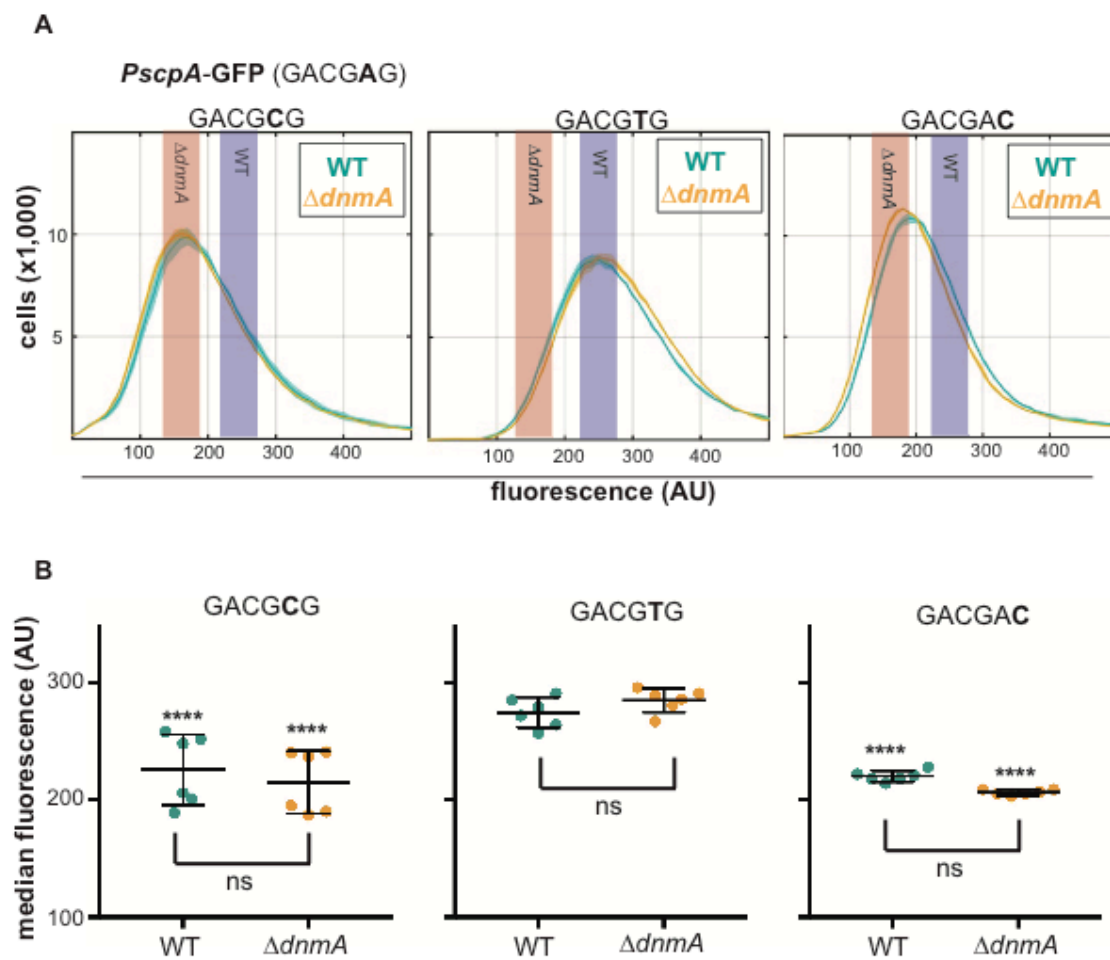 A
PscpA-GFP (GACGAG)
GACGCG
GACGTG
GACGAC
ΔdnmA
WT
WT
ΔdnmA
ΔdnmA
WT
WT
ΔdnmA
ΔdnmA
WT
WT
ΔdnmA
cells (x1,000)
10
5
100 200 300 400
100 200 300 400
100 200 300 400
fluorescence (AU)
B
GACGCG
GACGTG
GACGAC
median fluorescence (AU)
300
200
100
**** ****
ns
ns
**** ****
ns
WT ΔdnmA
WT ΔdnmA
WT ΔdnmA